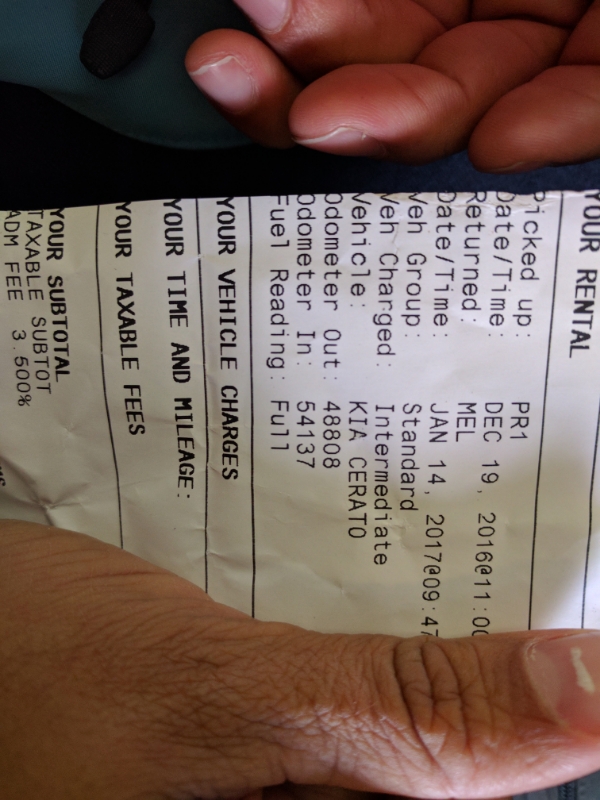 YOUR RENTAL
Picked up: PR1
Date/Time: DEC 19, 2016@11:00
Returned: MEL
Date/Time: JAN 14, 2017@09:47
Veh Group: Standard
Veh Charged: Intermediate
Vehicle: KIA CERATO
Odometer Out: 48808
Odometer In: 54137
Fuel Reading: Full
YOUR VEHICLE CHARGES
YOUR TIME AND MILEAGE:
YOUR TAXABLE FEES
YOUR SUBTOTAL
TAXABLE SUBTOT
ADM FEE 3.500%